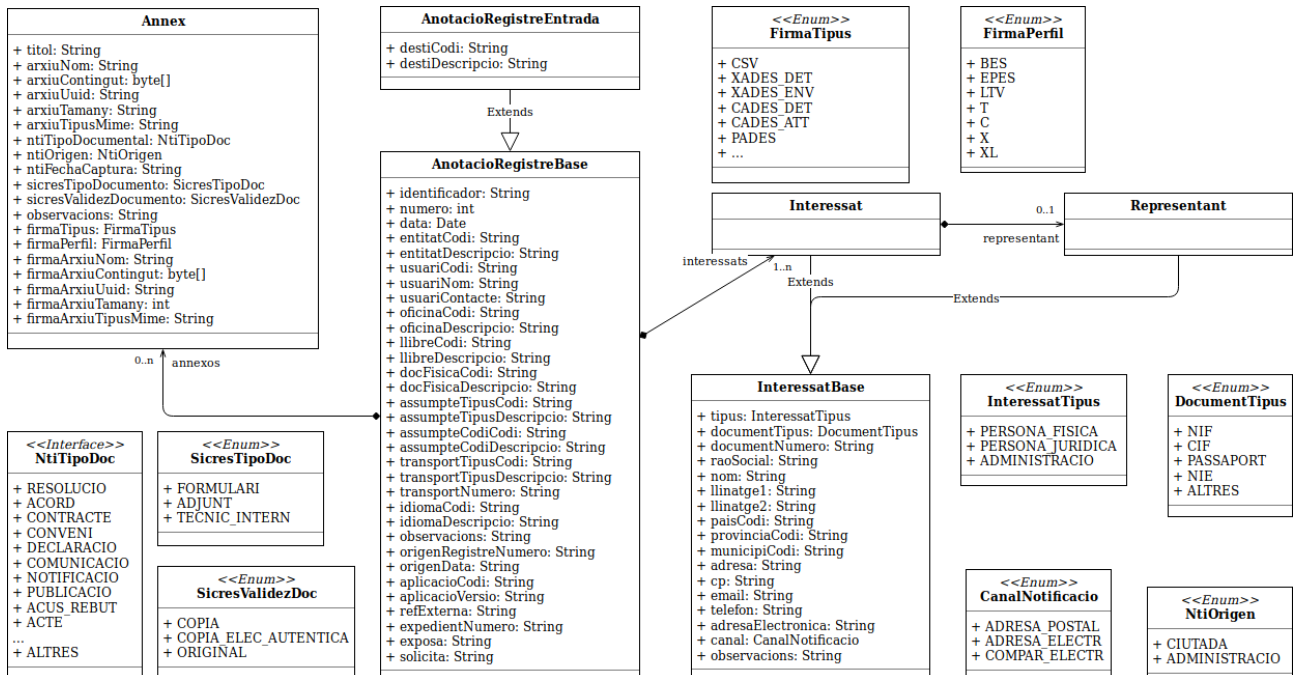 Annex
+ titol: String
+ arxiuNom: String
+ arxiuContingut: byte[]
+ arxiuUuid: String
+ arxiuTamany: String
+ arxiuTipusMime: String
+ ntiTipoDocumental: NtiTipoDoc
+ ntiOrigen: NtiOrigen
+ ntiFechaCaptura: String
+ sicresTipoDocumento: SicresTipoDoc
+ sicresValidezDocumento: SicresValidezDoc
+ observacions: String
+ firmaTipus: FirmaTipus
+ firmaPerfil: FirmaPerfil
+ firmaArxiuNom: String
+ firmaArxiuContingut: byte[]
+ firmaArxiuUuid: String
+ firmaArxiuTamany: int
+ firmaArxiuTipusMime: String
0..n
annexos
AnotacioRegistreEntrada
+ destiCodi: String
+ destiDescripcio: String
Extends
AnotacioRegistreBase
+ identificador: String
+ numero: int
+ data: Date
+ entitatCodi: String
+ entitatDescripcio: String
+ usuariCodi: String
+ usuariNom: String
+ usuariContacte: String
+ oficinaCodi: String
+ oficinaDescripcio: String
+ llibreCodi: String
+ llibreDescripcio: String
+ docFisicaCodi: String
+ docFisicaDescripcio: String
+ assumpteTipusCodi: String
+ assumpteTipusDescripcio: String
+ assumpteCodiCodi: String
+ assumpteCodiDescripcio: String
+ transportTipusCodi: String
+ transportTipusDescripcio: String
+ transportNumero: String
+ idiomaCodi: String
+ idiomaDescripcio: String
+ observacions: String
+ origenRegistreNumero: String
+ origenData: String
+ aplicacioCodi: String
+ aplicacioVersio: String
+ refExterna: String
+ expedientNumero: String
+ exposa: String
+ solicita: String
<<Enum>>
FirmaTipus
+ CSV
+ XADES_DET
+ XADES_ENV
+ CADES_DET
+ CADES_ATT
+ PADES
+ ...
<<Enum>>
FirmaPerfil
+ BES
+ EPES
+ LTV
+ T
+ C
+ X
+ XL
Interessat
0..1
representant
Representant
interessats
1..n
Extends
Extends
InteressatBase
+ tipus: InteressatTipus
+ documentTipus: DocumentTipus
+ documentNumero: String
+ raoSocial: String
+ nom: String
+ llinatge1: String
+ llinatge2: String
+ paisCodi: String
+ provinciaCodi: String
+ municipiCodi: String
+ adresa: String
+ cp: String
+ email: String
+ telefon: String
+ adresaElectronica: String
+ canal: CanalNotificacio
+ observacions: String
<<Enum>>
InteressatTipus
+ PERSONA_FISICA
+ PERSONA_JURIDICA
+ ADMINISTRACIO
<<Enum>>
DocumentTipus
+ NIF
+ CIF
+ PASSAPORT
+ NIE
+ ALTRES
<<Interface>>
NtiTipoDoc
+ RESOLUCIO
+ ACORD
+ CONTRACTE
+ CONVENI
+ DECLARACIO
+ COMUNICACIO
+ NOTIFICACIO
+ PUBLICACIO
+ ACUS_REBUT
+ ACTE
...
+ ALTRES
<<Enum>>
SicresTipoDoc
+ FORMULARI
+ ADJUNT
+ TECNIC_INTERN
<<Enum>>
SicresValidezDoc
+ COPIA
+ COPIA_ELEC_AUTENTICA
+ ORIGIÑAL
<<Enum>>
CanalNotificacio
+ ADRESA_POSTAL
+ ADRESA_ELECTR
+ COMPAR_ELECTR
<<Enum>>
NtiOrigen
+ CIUTADA
+ ADMINISTRACIO